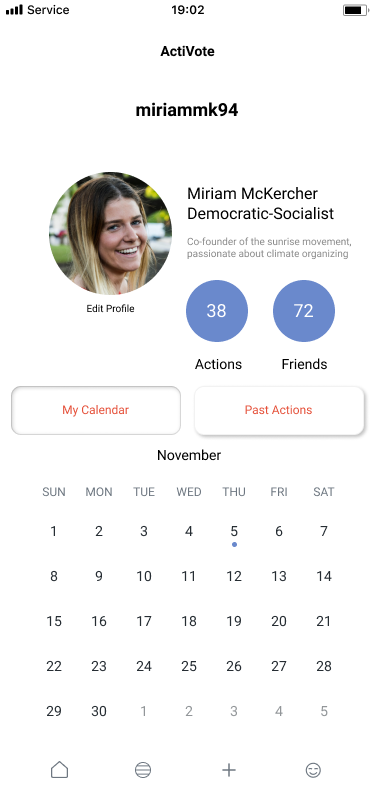 Service 19:02
ActiVote
miriammk94
Miriam McKercher
Democratic-Socialist
Co-founder of the sunrise movement,
passionate about climate organizing
Edit Profile
38 72
Actions Friends
My Calendar Past Actions
November
SUN MON TUE WED THU FRI SAT
1 2 3 4 5 6 7
8 9 10 11 12 13 14
15 16 17 18 19 20 21
22 23 24 25 26 27 28
29 30 1 2 3 4 5